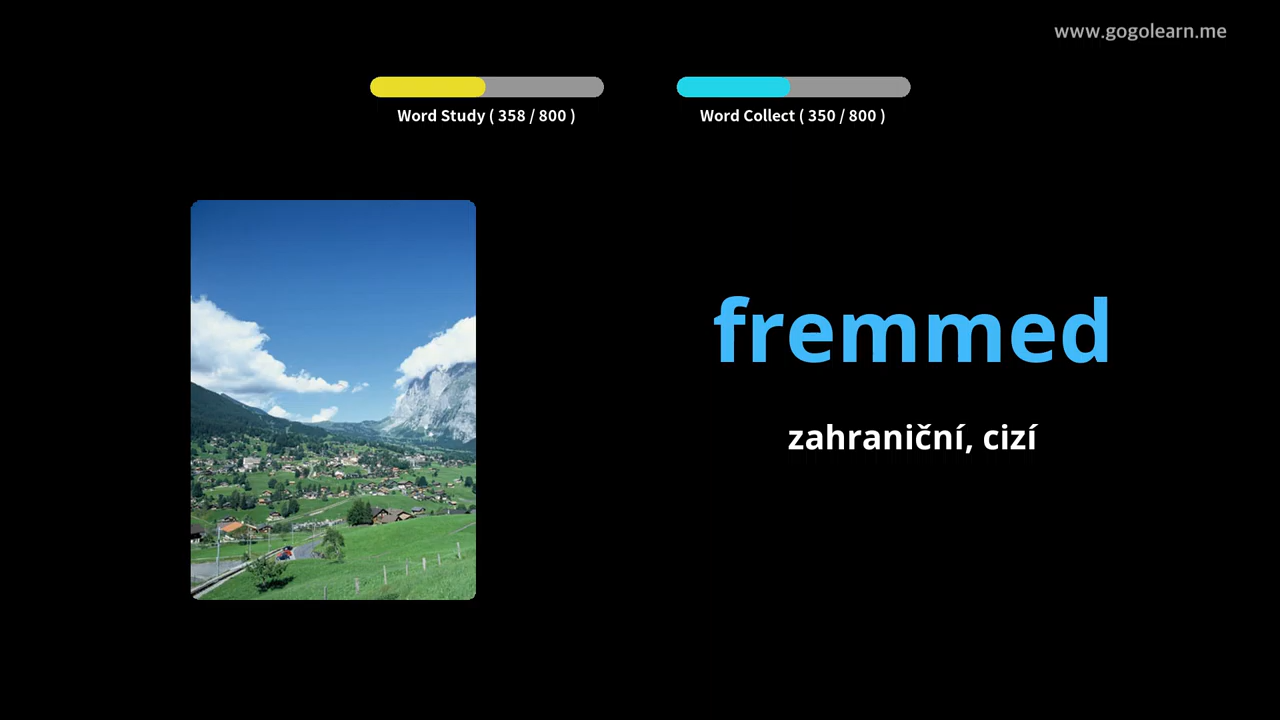 www.gogolearn.me
Word Study ( 358 / 800 )
Word Collect ( 350 / 800 )
fremmed
zahraniční, cizí